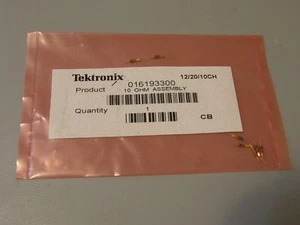 Tektronix 12/20/10CH
Product 016193300
10 OHM ASSEMBLY
Quantity 1
CB